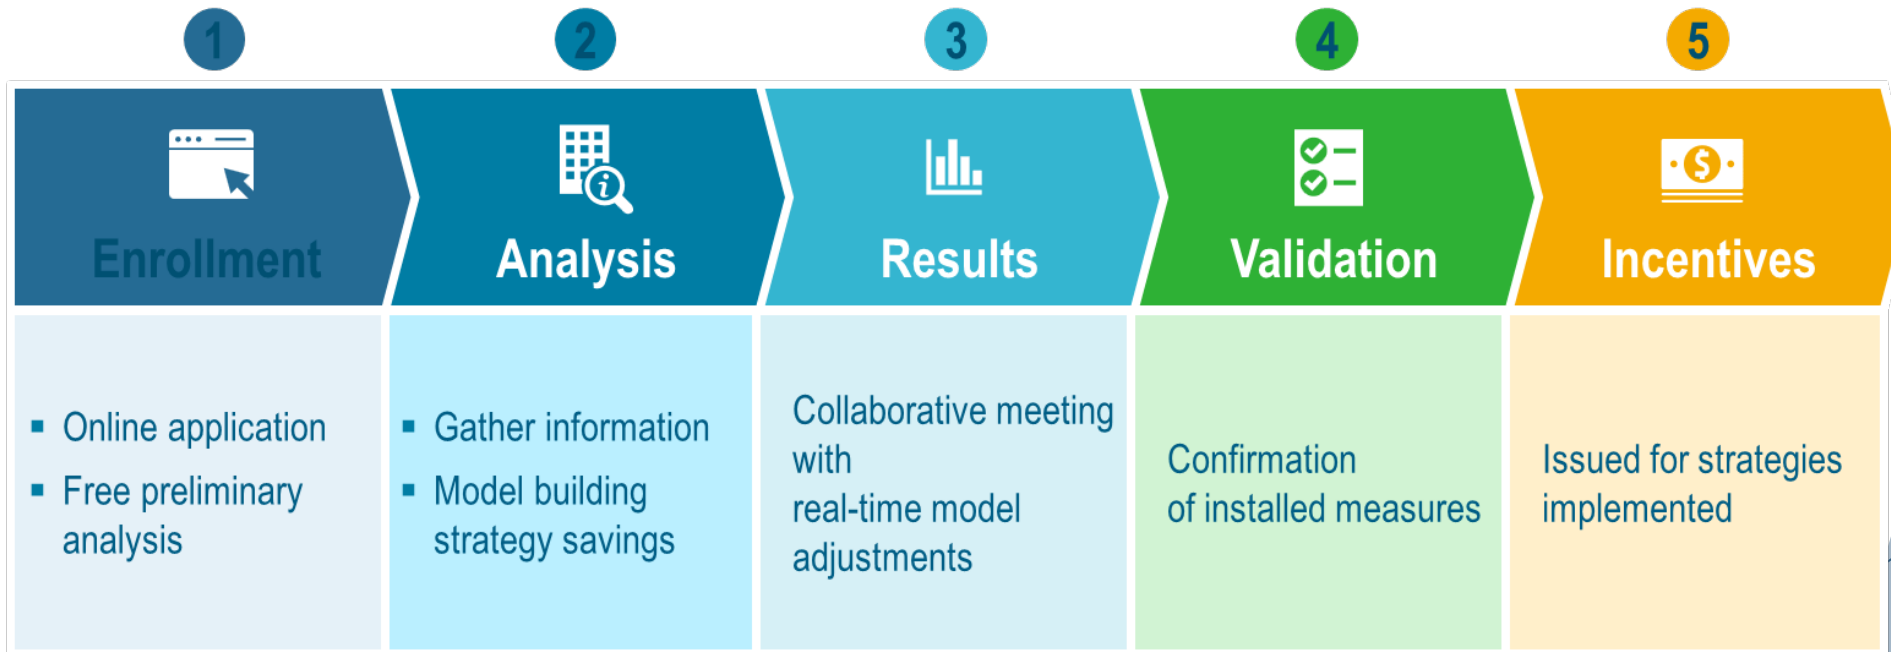 1
2
3
4
5
Enrollment
Analysis
Results
Validation
Incentives
▪ Online application
▪ Free preliminary
analysis
▪ Gather information
▪ Model building
strategy savings
Collaborative meeting
with
real-time model
adjustments
Confirmation
of installed measures
Issued for strategies
implemented